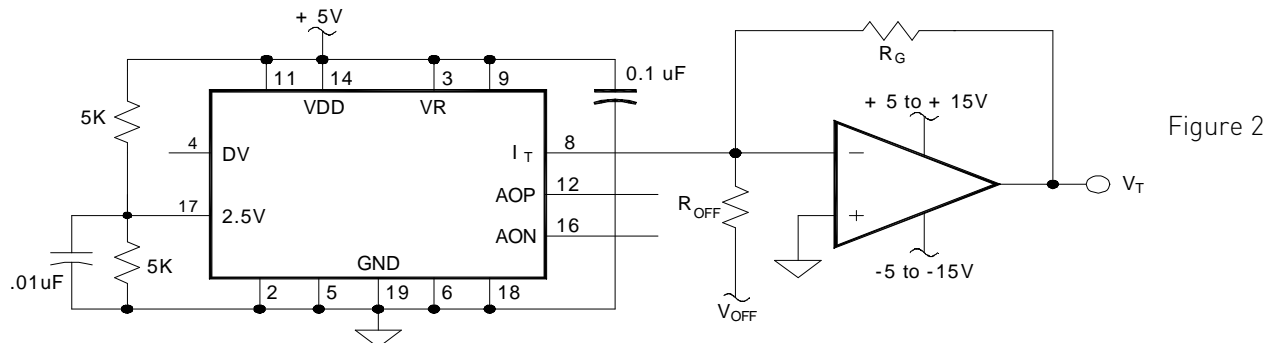 + 5V
R G
0.1 uF
11 14 3 9
VDD VR
5K
+ 5 to + 15V
Figure 2
4 DV
I T 8
V T
AOP 12
R OFF
17 2.5V
AON 16
5K
GND
-5 to -15V
.01uF
2 5 19 6 18
V OFF
−
+